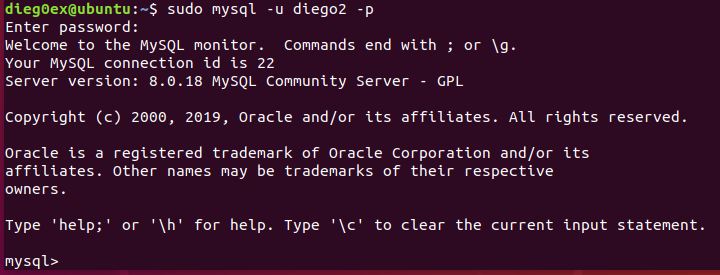 dieg0ex@ubuntu:~$ sudo mysql -u diego2 -p
Enter password:
Welcome to the MySQL monitor.  Commands end with ; or \g.
Your MySQL connection id is 22
Server version: 8.0.18 MySQL Community Server - GPL
Copyright (c) 2000, 2019, Oracle and/or its affiliates. All rights reserved.
Oracle is a registered trademark of Oracle Corporation and/or its
affiliates. Other names may be trademarks of their respective
owners.
Type 'help;' or '\h' for help. Type '\c' to clear the current input statement.
mysql>